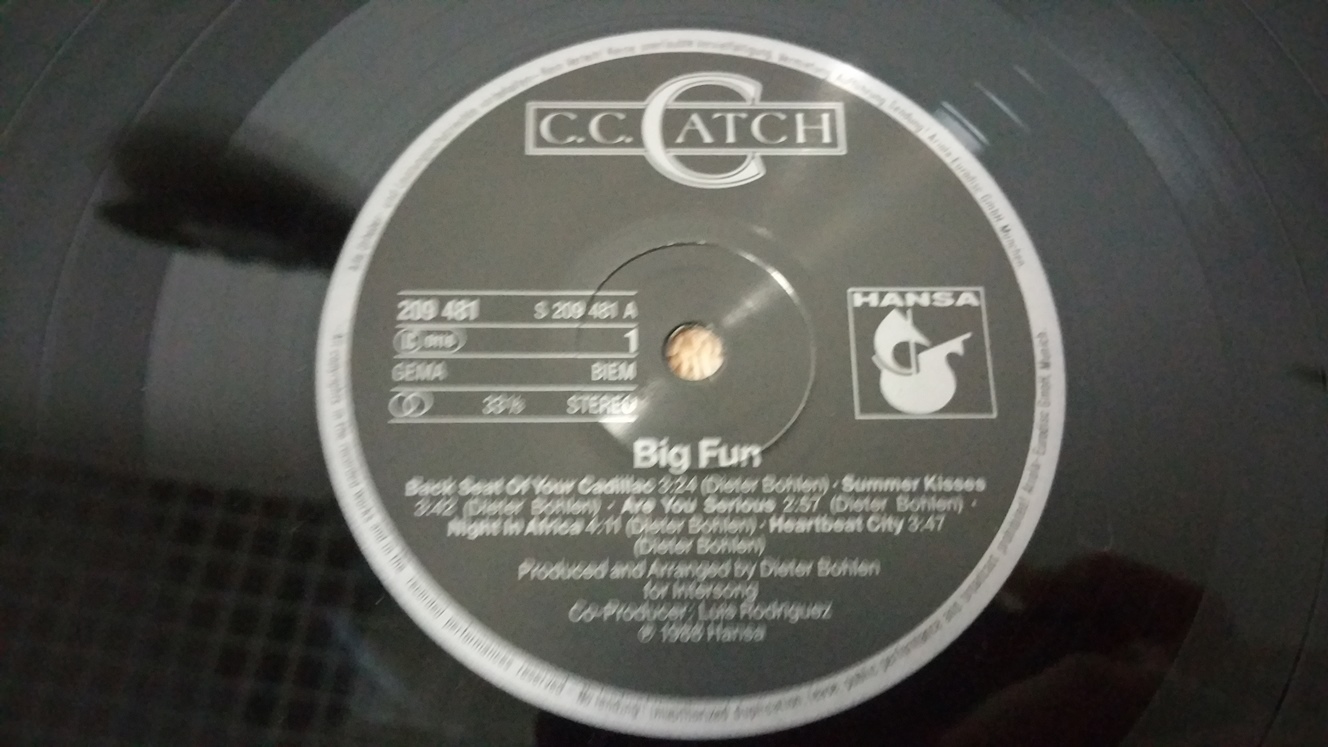 C.C. CATCH
209 481 S 209 481 A
LC 0116 1
GEMA BIEM
33⅓ STEREO
HANSA
Big Fun
Back Seat Of Your Cadillac 3:24 (Dieter Bohlen) · Summer Kisses
3:42 (Dieter Bohlen) · Are You Serious 2:57 (Dieter Bohlen) ·
Night In Africa 4:11 (Dieter Bohlen) · Heartbeat City 3:47
(Dieter Bohlen)
Produced and Arranged by Dieter Bohlen
for Intersong
Co-Producer: Luis Rodriguez
℗ 1988 Hansa